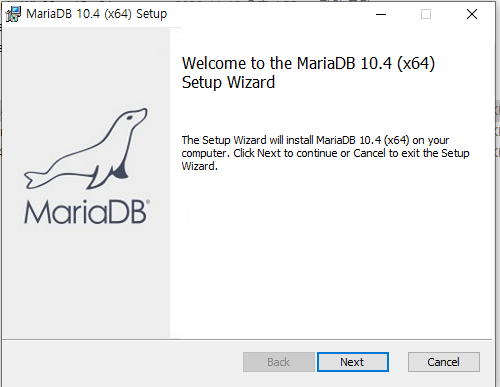 MariaDB 10.4 (x64) Setup
Welcome to the MariaDB 10.4 (x64)
Setup Wizard
The Setup Wizard will install MariaDB 10.4 (x64) on your
computer. Click Next to continue or Cancel to exit the Setup
Wizard.
MariaDB®
Back
Next
Cancel